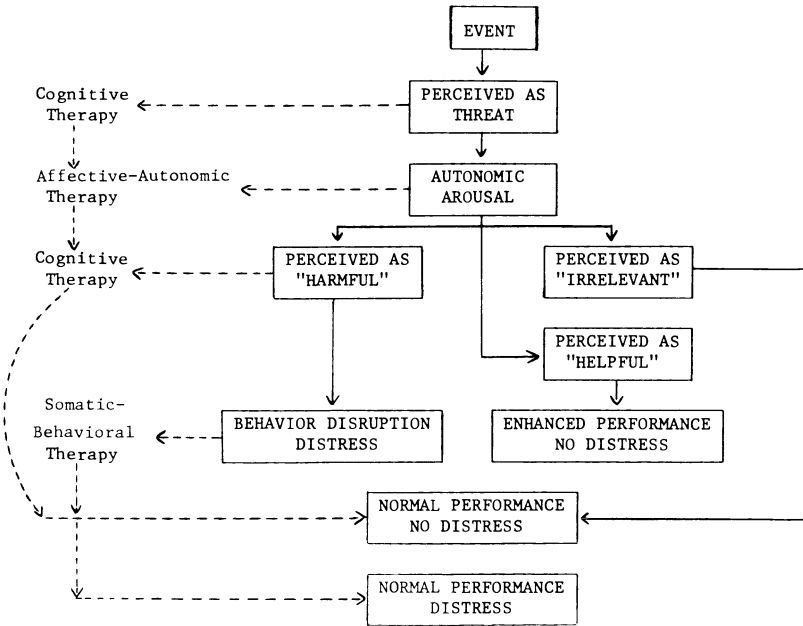 EVENT
Cognitive
Therapy
PERCEIVED AS
THREAT
Affective-Autonomic
Therapy
AUTONOMIC
AROUSAL
Cognitive
Therapy
PERCEIVED AS
"HARMFUL"
PERCEIVED AS
"IRRELEVANT"
PERCEIVED AS
"HELPFUL"
Somatic-
Behavioral
Therapy
BEHAVIOR DISRUPTION
DISTRESS
ENHANCED PERFORMANCE
NO DISTRESS
NORMAL PERFORMANCE
NO DISTRESS
NORMAL PERFORMANCE
DISTRESS